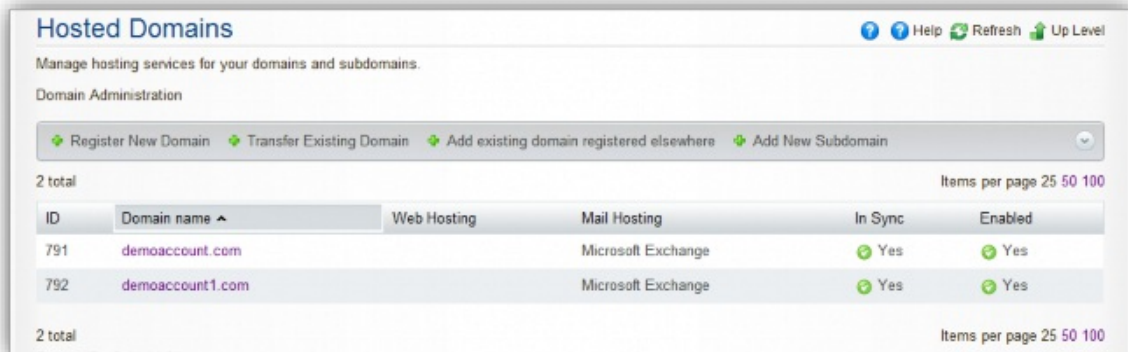 Hosted Domains
Help Refresh Up Level
Manage hosting services for your domains and subdomains.
Domain Administration
Register New Domain Transfer Existing Domain Add existing domain registered elsewhere Add New Subdomain
2 total Items per page 25 50 100
ID Domain name Web Hosting Mail Hosting In Sync Enabled
791 demoaccount.com Microsoft Exchange Yes Yes
792 demoaccount1.com Microsoft Exchange Yes Yes
2 total Items per page 25 50 100